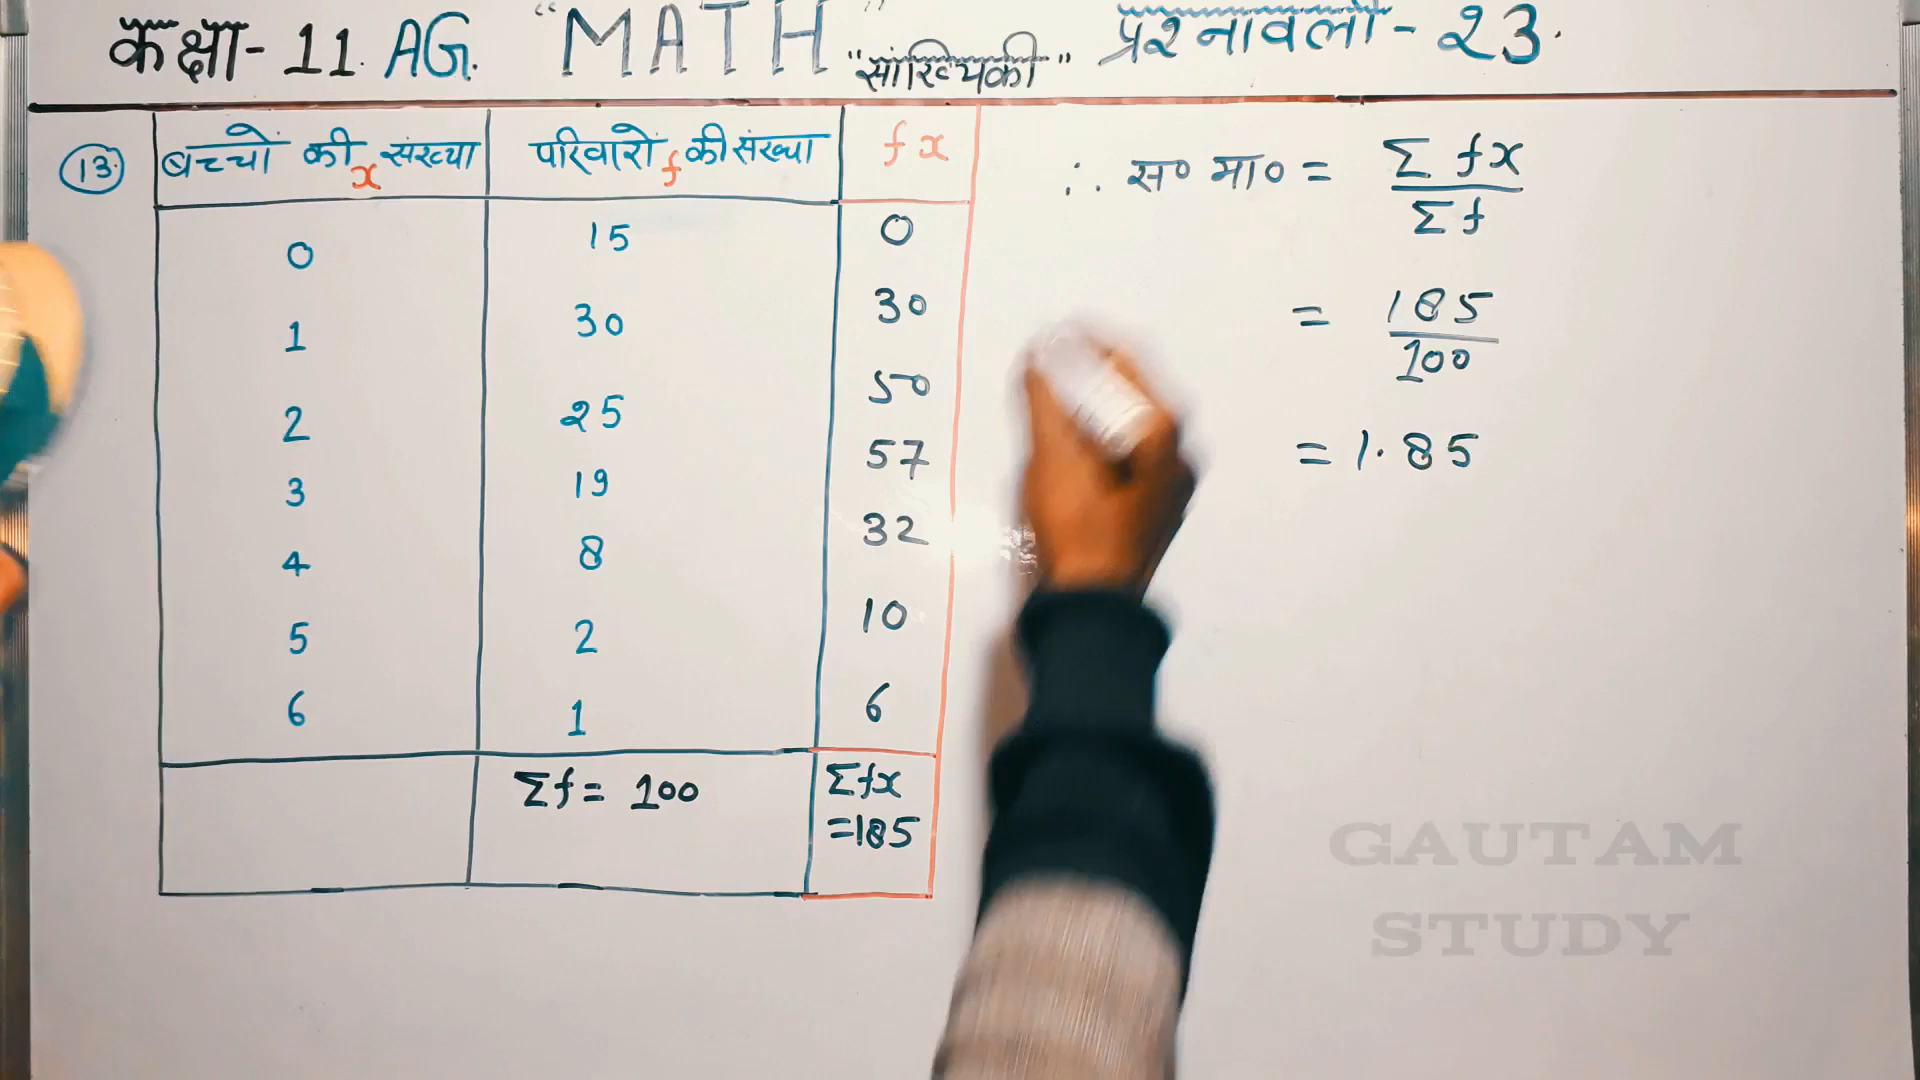 कक्षा- 11. AG. "MATH" "सांख्यिकी" प्रश्नावली- 23.
13. बच्चों की संख्या x परिवारों की संख्या f fx
0 15 0
1 30 30
2 25 50
3 19 57
4 8 32
5 2 10
6 1 6
Σf = 100 Σfx
=185
∴ स० मा० = Σ fx
Σ f
= 185
100
= 1.85
GAUTAM
STUDY